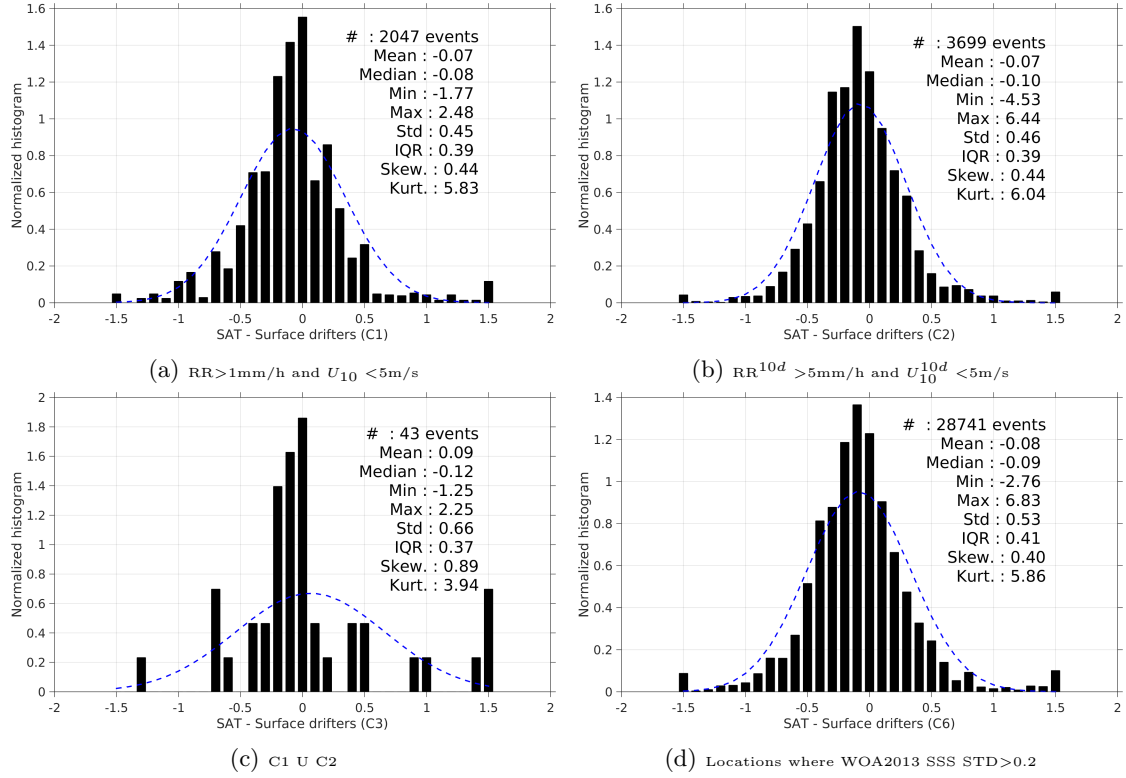 1.6
1.4
1.2
1
0.8
0.6
0.4
0.2
0
Normalized histogram
# : 2047 events
Mean : -0.07
Median : -0.08
Min : -1.77
Max : 2.48
Std : 0.45
IQR : 0.39
Skew. : 0.44
Kurt. : 5.83
-2 -1.5 -1 -0.5 0 0.5 1 1.5 2
SAT - Surface drifters (C1)
(a) RR>1mm/h and U10 <5m/s
1.6
1.4
1.2
1
0.8
0.6
0.4
0.2
0
Normalized histogram
# : 3699 events
Mean : -0.07
Median : -0.10
Min : -4.53
Max : 6.44
Std : 0.46
IQR : 0.39
Skew. : 0.44
Kurt. : 6.04
-2 -1.5 -1 -0.5 0 0.5 1 1.5 2
SAT - Surface drifters (C2)
(b) RR10d >5mm/h and U10d10 <5m/s
2
1.8
1.6
1.4
1.2
1
0.8
0.6
0.4
0.2
0
Normalized histogram
# : 43 events
Mean : 0.09
Median : -0.12
Min : -1.25
Max : 2.25
Std : 0.66
IQR : 0.37
Skew. : 0.89
Kurt. : 3.94
-2 -1.5 -1 -0.5 0 0.5 1 1.5 2
SAT - Surface drifters (C3)
(c) C1 U C2
1.4
1.2
1
0.8
0.6
0.4
0.2
0
Normalized histogram
# : 28741 events
Mean : -0.08
Median : -0.09
Min : -2.76
Max : 6.83
Std : 0.53
IQR : 0.41
Skew. : 0.40
Kurt. : 5.86
-2 -1.5 -1 -0.5 0 0.5 1 1.5 2
SAT - Surface drifters (C6)
(d) Locations where WOA2013 SSS STD>0.2